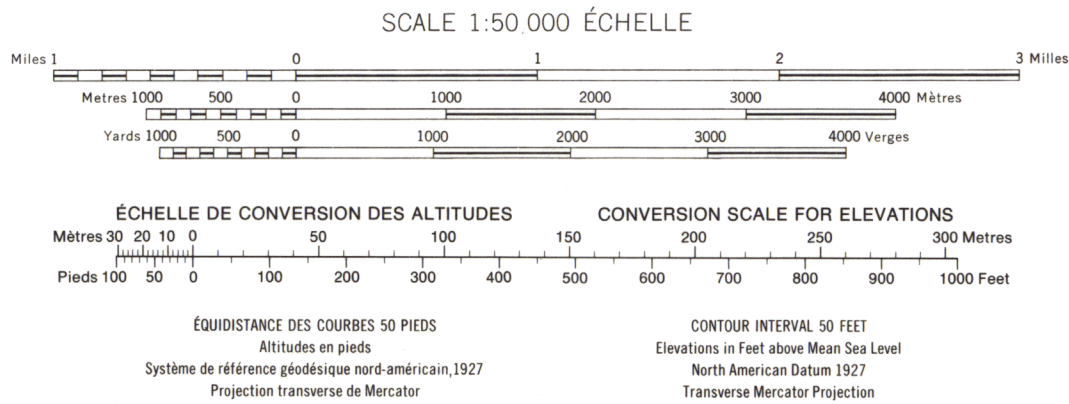 SCALE 1:50,000 ÉCHELLE
Miles 1 0 1 2 3 Milles
Metres 1000 500 0 1000 2000 3000 4000 Mètres
Yards 1000 500 0 1000 2000 3000 4000 Verges
ÉCHELLE DE CONVERSION DES ALTITUDES CONVERSION SCALE FOR ELEVATIONS
Mètres 30 20 10 0 50 100 150 200 250 300 Metres
Pieds 100 50 0 100 200 300 400 500 600 700 800 900 1000 Feet
ÉQUIDISTANCE DES COURBES 50 PIEDS
Altitudes en pieds
Système de référence géodésique nord-américain,1927
Projection transverse de Mercator
CONTOUR INTERVAL 50 FEET
Elevations in Feet above Mean Sea Level
North American Datum 1927
Transverse Mercator Projection